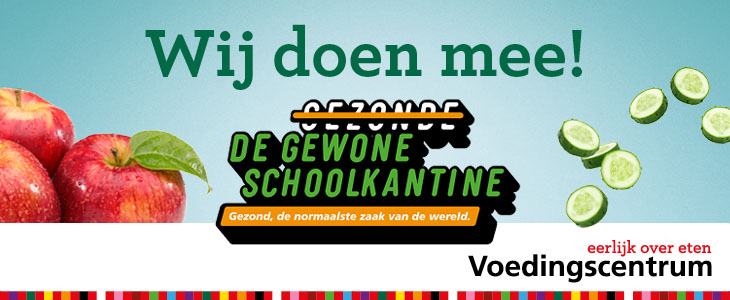 Wij doen mee!
GEZONDE
DE GEWONE
SCHOOLKANTINE
Gezond, de normaalste zaak van de wereld.
eerlijk over eten
Voedingscentrum